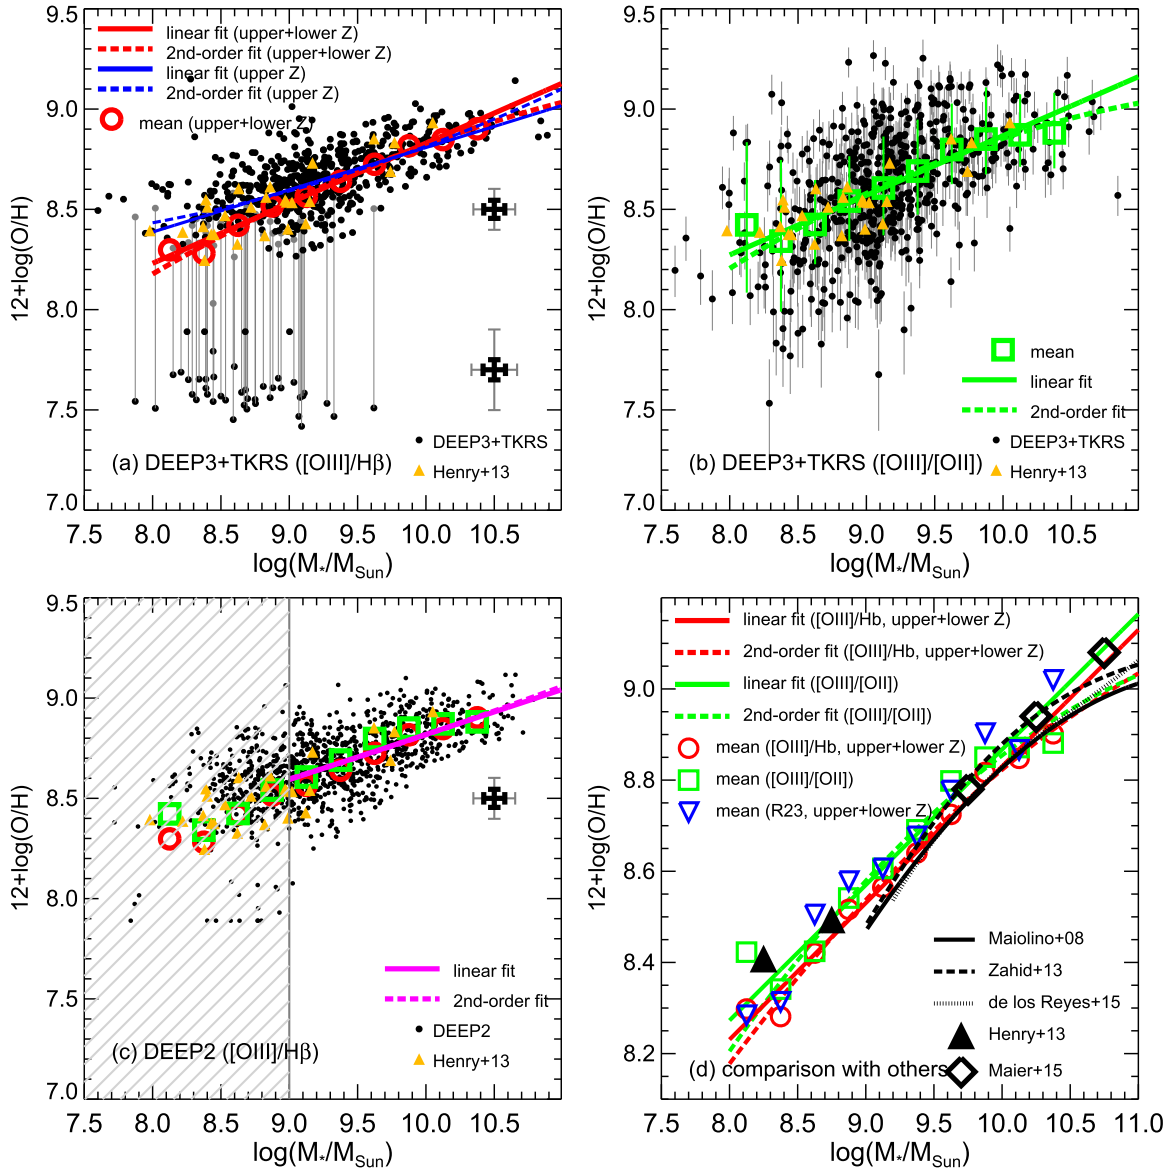 linear fit (upper+lower Z)
2nd-order fit (upper+lower Z)
linear fit (upper Z)
2nd-order fit (upper Z)
mean (upper+lower Z)
DEEP3+TKRS
Henry+13
(a) DEEP3+TKRS ([OIII]/Hβ)
9.5
9.0
8.5
8.0
7.5
7.0
12+log(O/H)
7.5 8.0 8.5 9.0 9.5 10.0 10.5
log(M*/MSun)
mean
linear fit
2nd-order fit
DEEP3+TKRS
Henry+13
(b) DEEP3+TKRS ([OIII]/[OII])
9.5
9.0
8.5
8.0
7.5
7.0
12+log(O/H)
7.5 8.0 8.5 9.0 9.5 10.0 10.5
log(M*/MSun)
linear fit
2nd-order fit
DEEP2
Henry+13
(c) DEEP2 ([OIII]/Hβ)
9.5
9.0
8.5
8.0
7.5
7.0
12+log(O/H)
7.5 8.0 8.5 9.0 9.5 10.0 10.5
log(M*/MSun)
linear fit ([OIII]/Hb, upper+lower Z)
2nd-order fit ([OIII]/Hb, upper+lower Z)
linear fit ([OIII]/[OII])
2nd-order fit ([OIII]/[OII])
mean ([OIII]/Hb, upper+lower Z)
mean ([OIII]/[OII])
mean (R23, upper+lower Z)
Maiolino+08
Zahid+13
de los Reyes+15
Henry+13
Maier+15
(d) comparison with others
9.0
8.8
8.6
8.4
8.2
12+log(O/H)
7.5 8.0 8.5 9.0 9.5 10.0 10.5 11.0
log(M*/MSun)